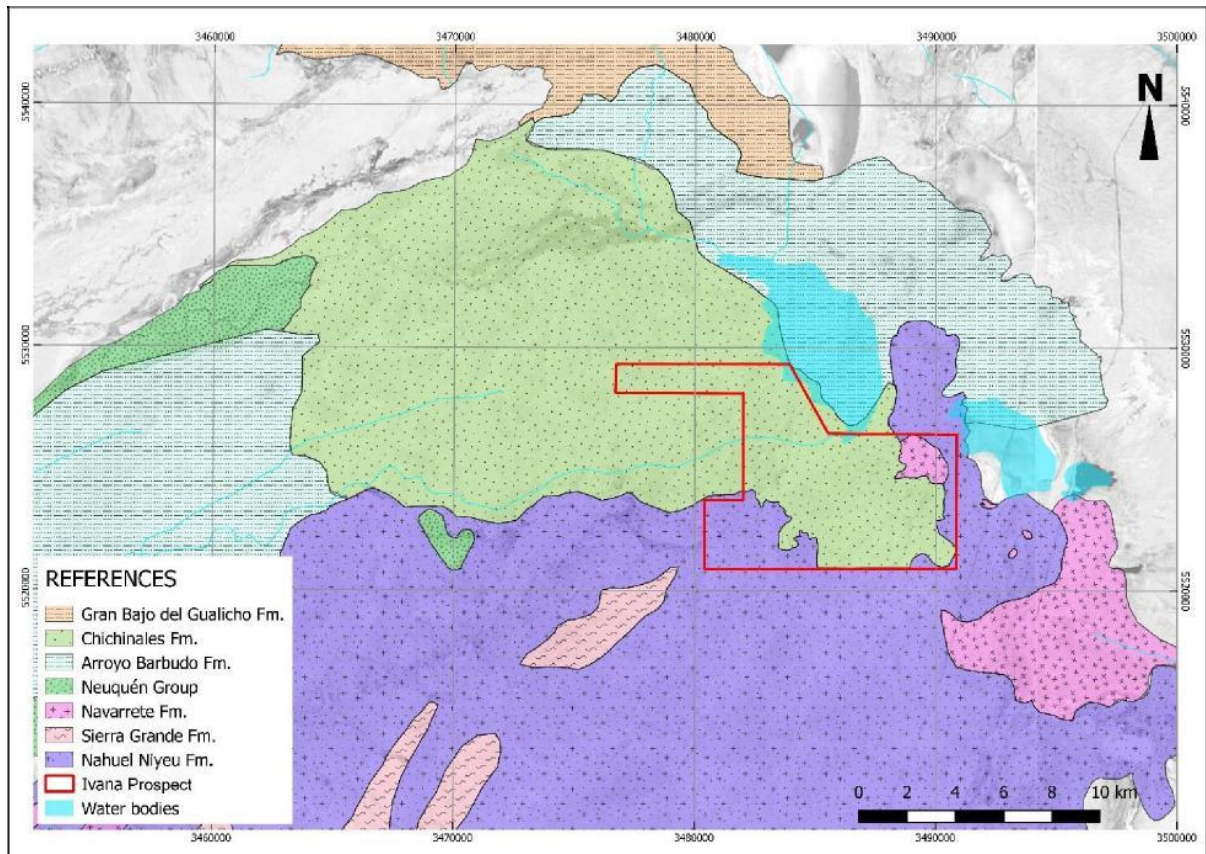 3460000 3470000 3480000 3490000 3500000
5540000 5540000
N
5530000 5530000
5520000 5520000
REFERENCES
Gran Bajo del Gualicho Fm.
Chichinales Fm.
Arroyo Barbudo Fm.
Neuquén Group
Navarrete Fm.
Sierra Grande Fm.
Nahuel Niyeu Fm.
Ivana Prospect
Water bodies
0 2 4 6 8 10 km
3460000 3470000 3480000 3490000 3500000